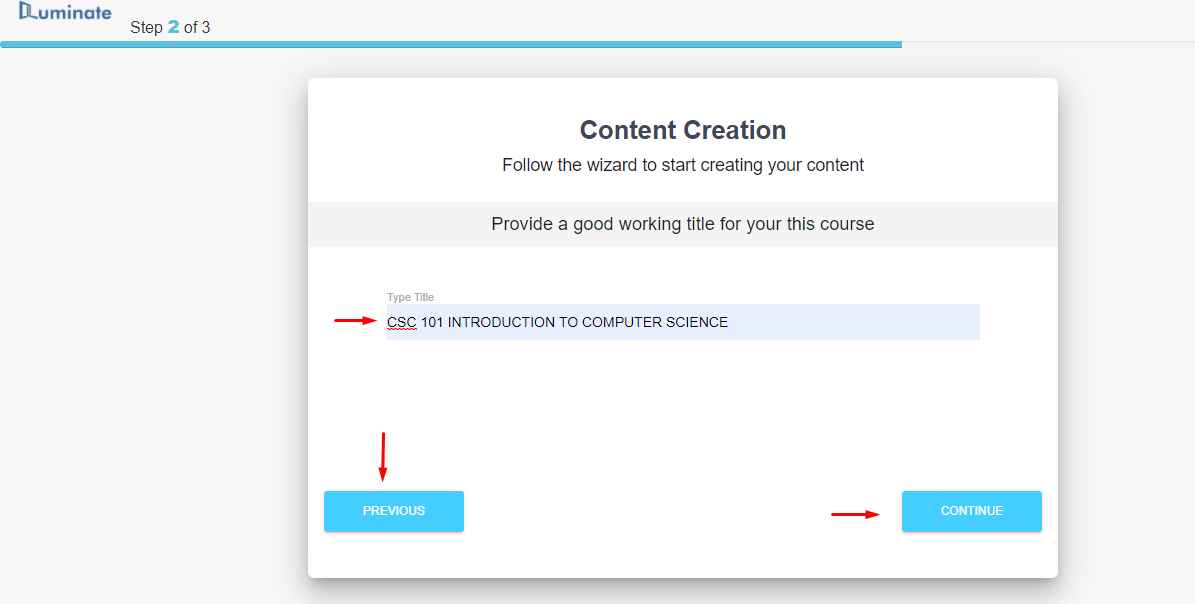 Iluminate
Step 2 of 3
Content Creation
Follow the wizard to start creating your content
Provide a good working title for your this course
Type Title
CSC 101 INTRODUCTION TO COMPUTER SCIENCE
PREVIOUS
CONTINUE